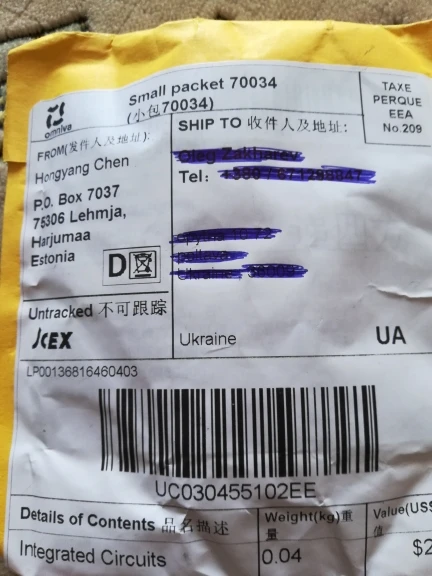 Small packet 70034
(小包70034)
omniva
TAXE
PERQUE
EEA
No.209
FROM(发件人及地址):
Hongyang Chen
P.O. Box 7037
75306 Lehmja,
Harjumaa
Estonia
D
SHIP TO 收件人及地址:
Tel:
Untracked 不可跟踪
JCEX
Ukraine
UA
LP00136816460403
UC030455102EE
Details of Contents 品名描述
Weight(kg)重
量
Value(US$
值
Integrated Circuits
0.04
$2